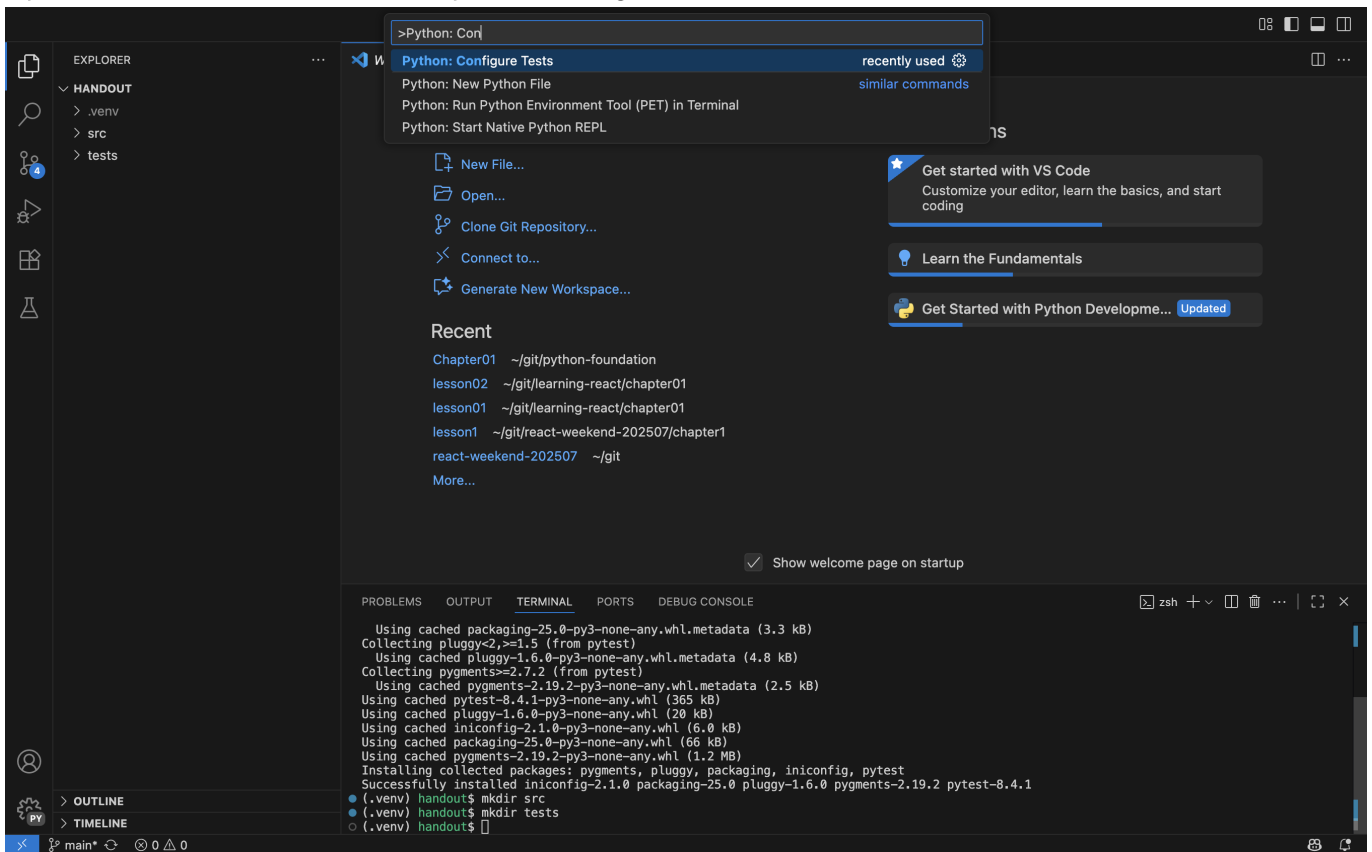 >Python: Con
Python: Configure Tests recently used
Python: New Python File similar commands
Python: Run Python Environment Tool (PET) in Terminal
Python: Start Native Python REPL
EXPLORER
HANDOUT
.venv
src
tests
4
W
ns
New File...
Open...
Clone Git Repository...
Connect to...
Generate New Workspace...
Recent
Chapter01 ~/git/python-foundation
lesson02 ~/git/learning-react/chapter01
lesson01 ~/git/learning-react/chapter01
lesson1 ~/git/react-weekend-202507/chapter1
react-weekend-202507 ~/git
More...
Get started with VS Code
Customize your editor, learn the basics, and start
coding
Learn the Fundamentals
Get Started with Python Developme... Updated
Show welcome page on startup
PROBLEMS OUTPUT TERMINAL PORTS DEBUG CONSOLE
zsh
Using cached packaging-25.0-py3-none-any.whl.metadata (3.3 kB)
Collecting pluggy<2,>=1.5 (from pytest)
Using cached pluggy-1.6.0-py3-none-any.whl.metadata (4.8 kB)
Collecting pygments>=2.7.2 (from pytest)
Using cached pygments-2.19.2-py3-none-any.whl.metadata (2.5 kB)
Using cached pytest-8.4.1-py3-none-any.whl (365 kB)
Using cached pluggy-1.6.0-py3-none-any.whl (20 kB)
Using cached iniconfig-2.1.0-py3-none-any.whl (6.0 kB)
Using cached packaging-25.0-py3-none-any.whl (66 kB)
Using cached pygments-2.19.2-py3-none-any.whl (1.2 MB)
Installing collected packages: pygments, pluggy, packaging, iniconfig, pytest
Successfully installed iniconfig-2.1.0 packaging-25.0 pluggy-1.6.0 pygments-2.19.2 pytest-8.4.1
(.venv) handout$ mkdir src
(.venv) handout$ mkdir tests
(.venv) handout$
OUTLINE
TIMELINE
PY
main* 0 0